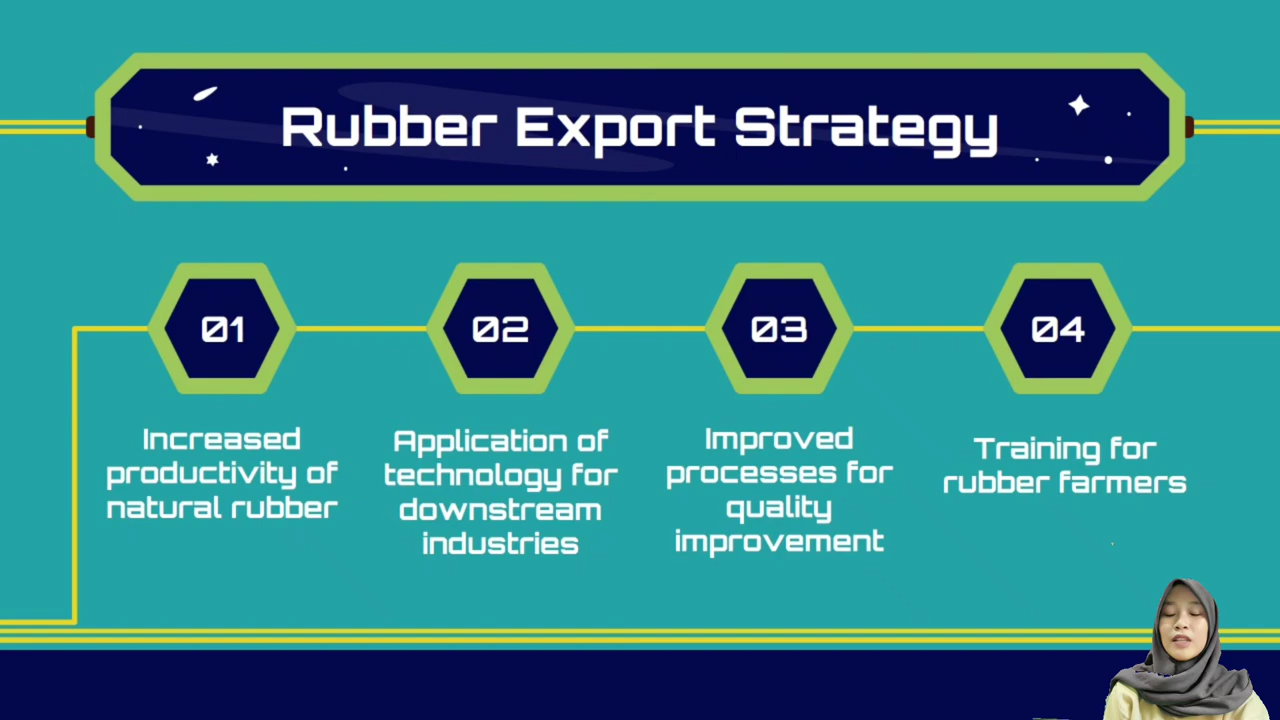 Rubber Export Strategy
01
02
03
04
Increased
productivity of
natural rubber
Application of
technology for
downstream
industries
Improved
processes for
quality
improvement
Training for
rubber farmers